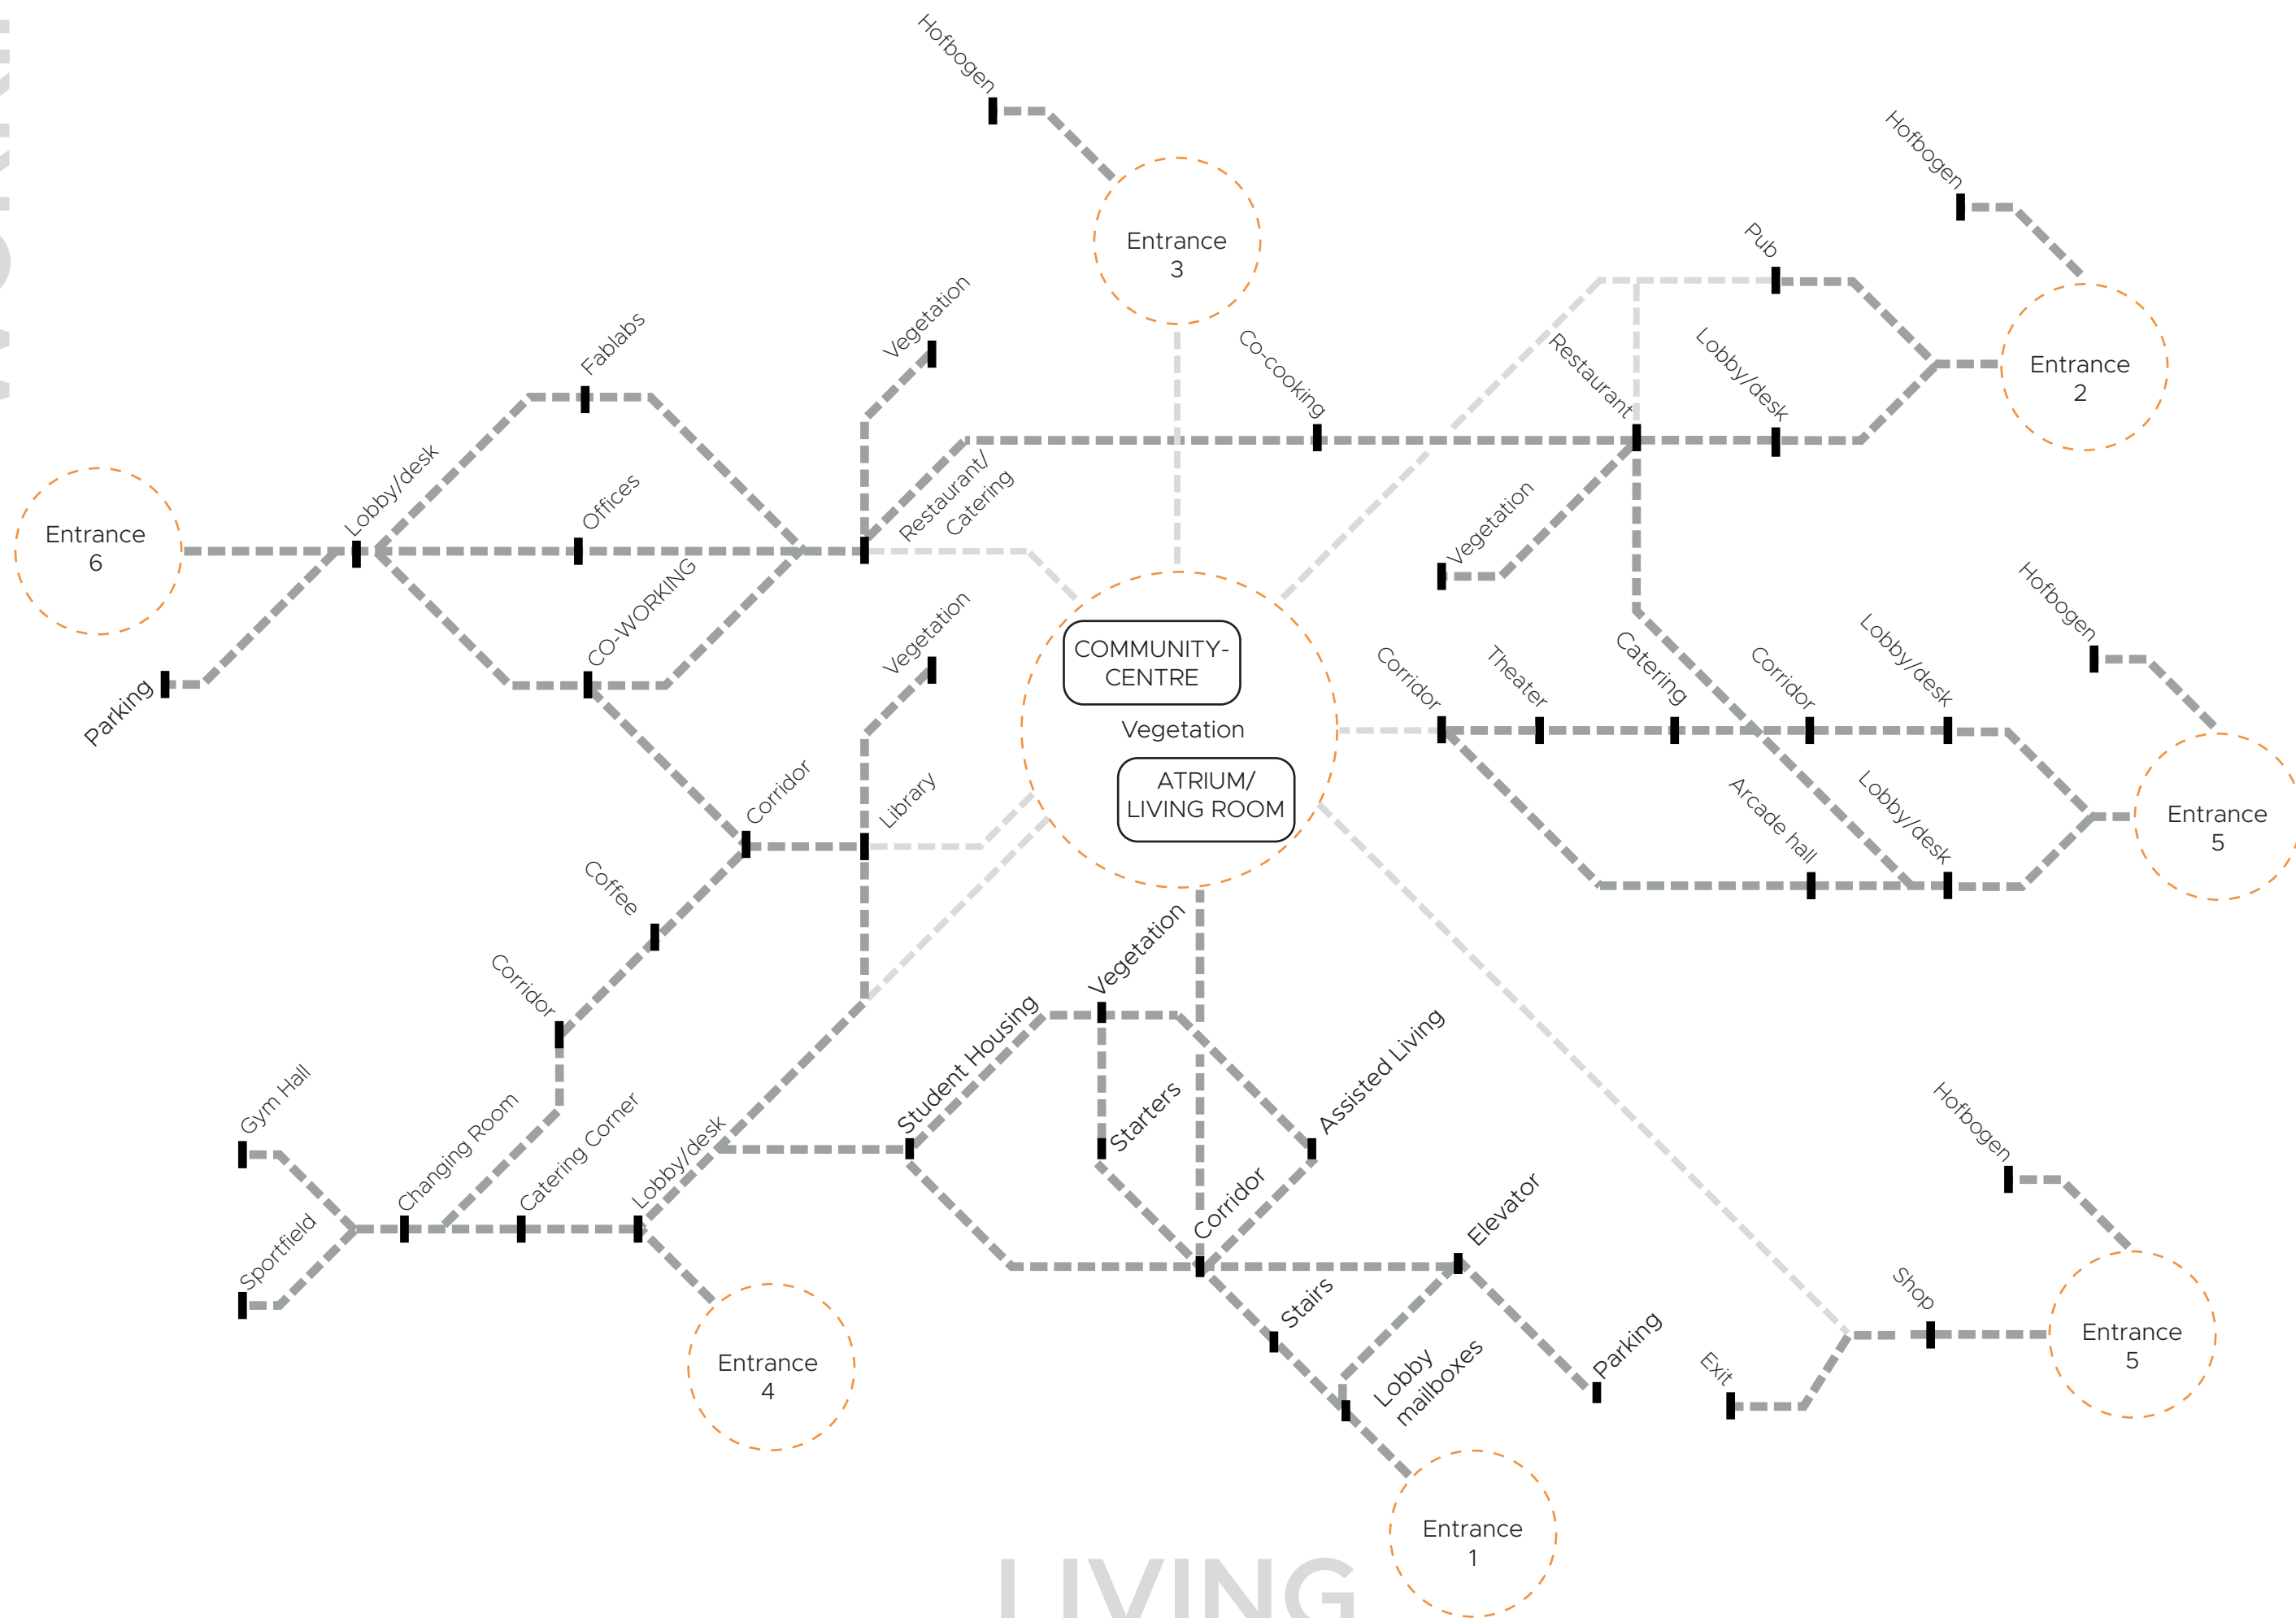 Hofbogen
Entrance
3
Hofbogen
Pub
Entrance
2
Fablabs
Vegetation
Co-cooking
Restaurant
Lobby/desk
Entrance
6
Lobby/desk
Offices
Restaurant/
Catering
Vegetation
CO-WORKING
Parking
Vegetation
COMMUNITY-
CENTRE
Vegetation
ATRIUM/
LIVING ROOM
Corridor
Theater
Catering
Corridor
Lobby/desk
Hofbogen
Entrance
5
Arcade hall
Lobby/desk
Corridor
Library
Coffee
Corridor
Vegetation
Student Housing
Starters
Assisted Living
Gym Hall
Sportfield
Changing Room
Catering Corner
Lobby/desk
Entrance
4
Corridor
Elevator
Stairs
Lobby
mailboxes
Parking
Hofbogen
Shop
Exit
Entrance
5
Entrance
1
LIVING